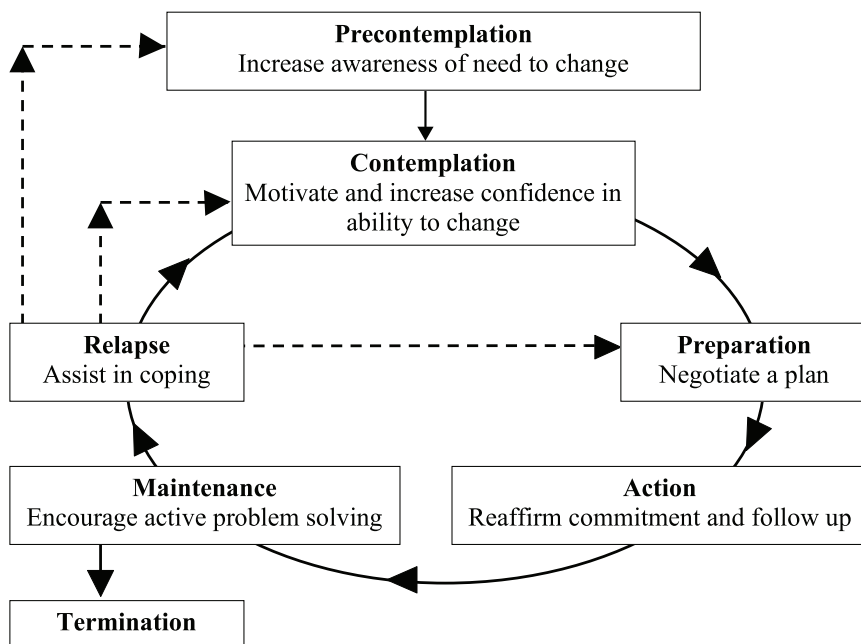 Precontemplation
Increase awareness of need to change
Contemplation
Motivate and increase confidence in
ability to change
Relapse
Assist in coping
Preparation
Negotiate a plan
Maintenance
Encourage active problem solving
Action
Reaffirm commitment and follow up
Termination